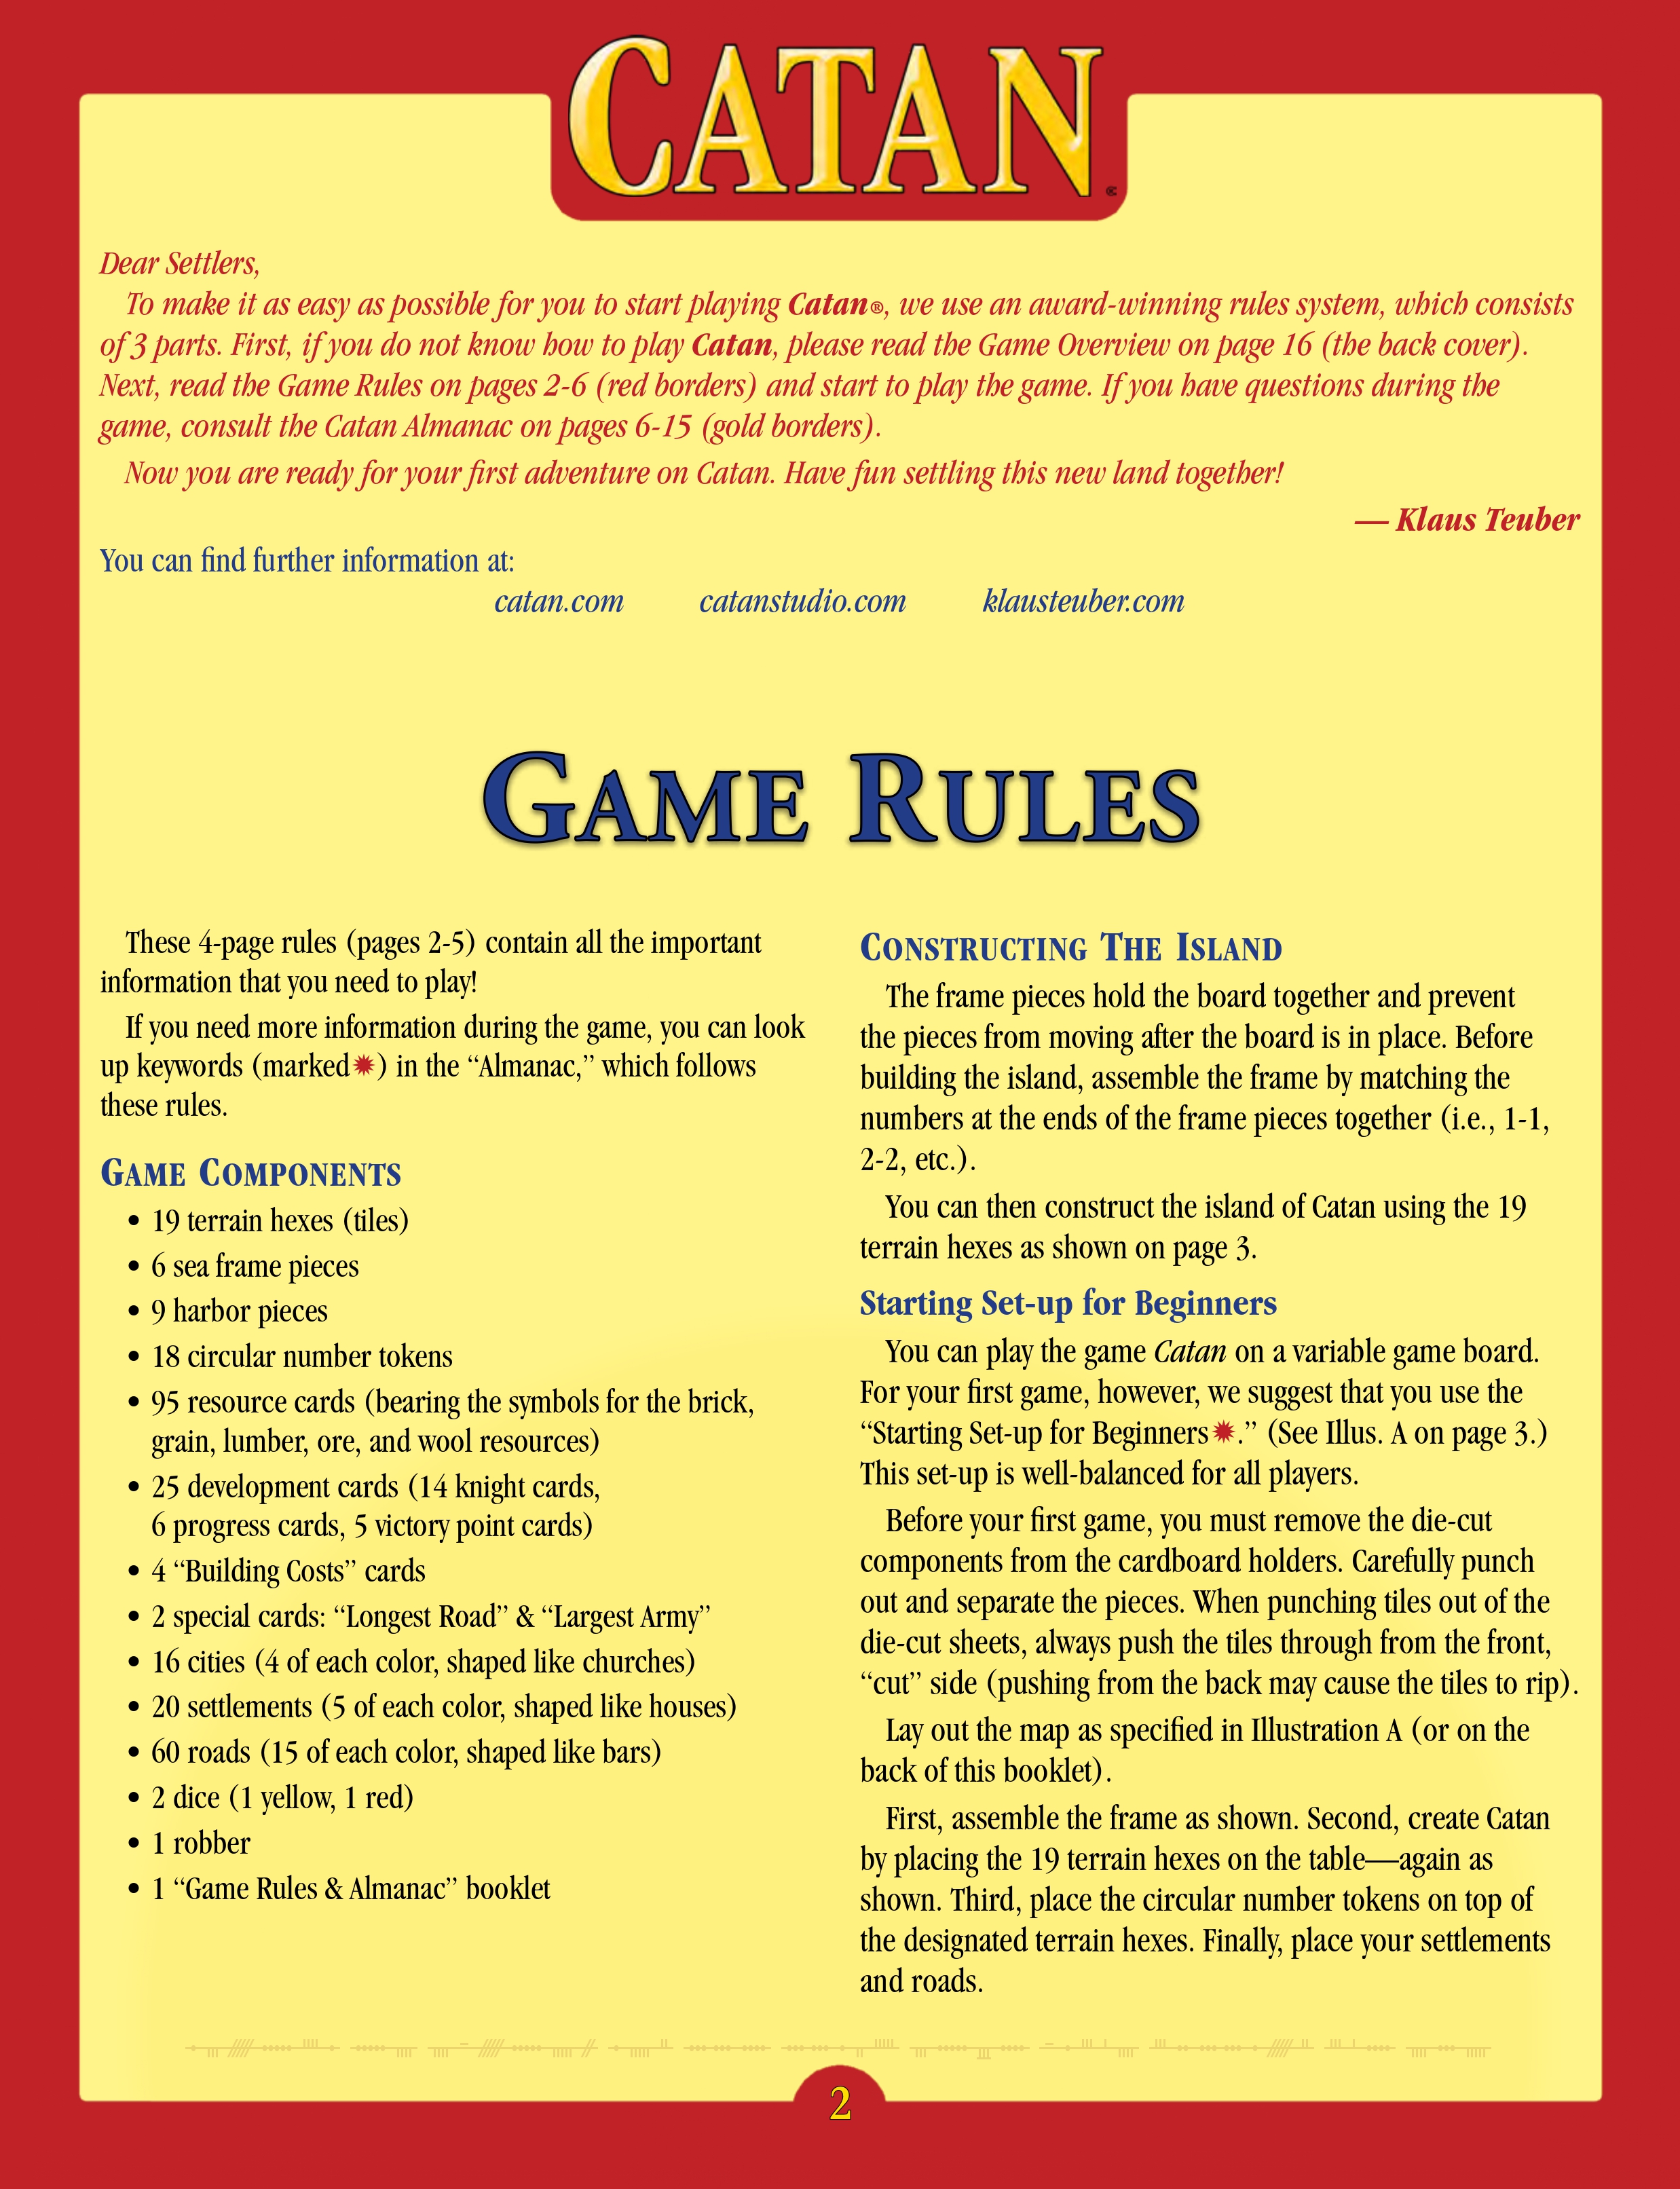 CATAN
Dear Settlers,
To make it as easy as possible for you to start playing Catan®, we use an award-winning rules system, which consists
of 3 parts. First, if you do not know how to play Catan, please read the Game Overview on page 16 (the back cover).
Next, read the Game Rules on pages 2-6 (red borders) and start to play the game. If you have questions during the
game, consult the Catan Almanac on pages 6-15 (gold borders).
Now you are ready for your first adventure on Catan. Have fun settling this new land together!
— Klaus Teuber
You can find further information at:
catan.com catanstudio.com klausteuber.com
GAME RULES
These 4-page rules (pages 2-5) contain all the important
information that you need to play!
If you need more information during the game, you can look
up keywords (marked✹) in the “Almanac,” which follows
these rules.
GAME COMPONENTS
• 19 terrain hexes (tiles)
• 6 sea frame pieces
• 9 harbor pieces
• 18 circular number tokens
• 95 resource cards (bearing the symbols for the brick,
grain, lumber, ore, and wool resources)
• 25 development cards (14 knight cards,
6 progress cards, 5 victory point cards)
• 4 “Building Costs” cards
• 2 special cards: “Longest Road” & “Largest Army”
• 16 cities (4 of each color, shaped like churches)
• 20 settlements (5 of each color, shaped like houses)
• 60 roads (15 of each color, shaped like bars)
• 2 dice (1 yellow, 1 red)
• 1 robber
• 1 “Game Rules & Almanac” booklet
CONSTRUCTING THE ISLAND
The frame pieces hold the board together and prevent
the pieces from moving after the board is in place. Before
building the island, assemble the frame by matching the
numbers at the ends of the frame pieces together (i.e., 1-1,
2-2, etc.).
You can then construct the island of Catan using the 19
terrain hexes as shown on page 3.
Starting Set-up for Beginners
You can play the game Catan on a variable game board.
For your first game, however, we suggest that you use the
“Starting Set-up for Beginners✹.” (See Illus. A on page 3.)
This set-up is well-balanced for all players.
Before your first game, you must remove the die-cut
components from the cardboard holders. Carefully punch
out and separate the pieces. When punching tiles out of the
die-cut sheets, always push the tiles through from the front,
“cut” side (pushing from the back may cause the tiles to rip).
Lay out the map as specified in Illustration A (or on the
back of this booklet).
First, assemble the frame as shown. Second, create Catan
by placing the 19 terrain hexes on the table—again as
shown. Third, place the circular number tokens on top of
the designated terrain hexes. Finally, place your settlements
and roads.
2